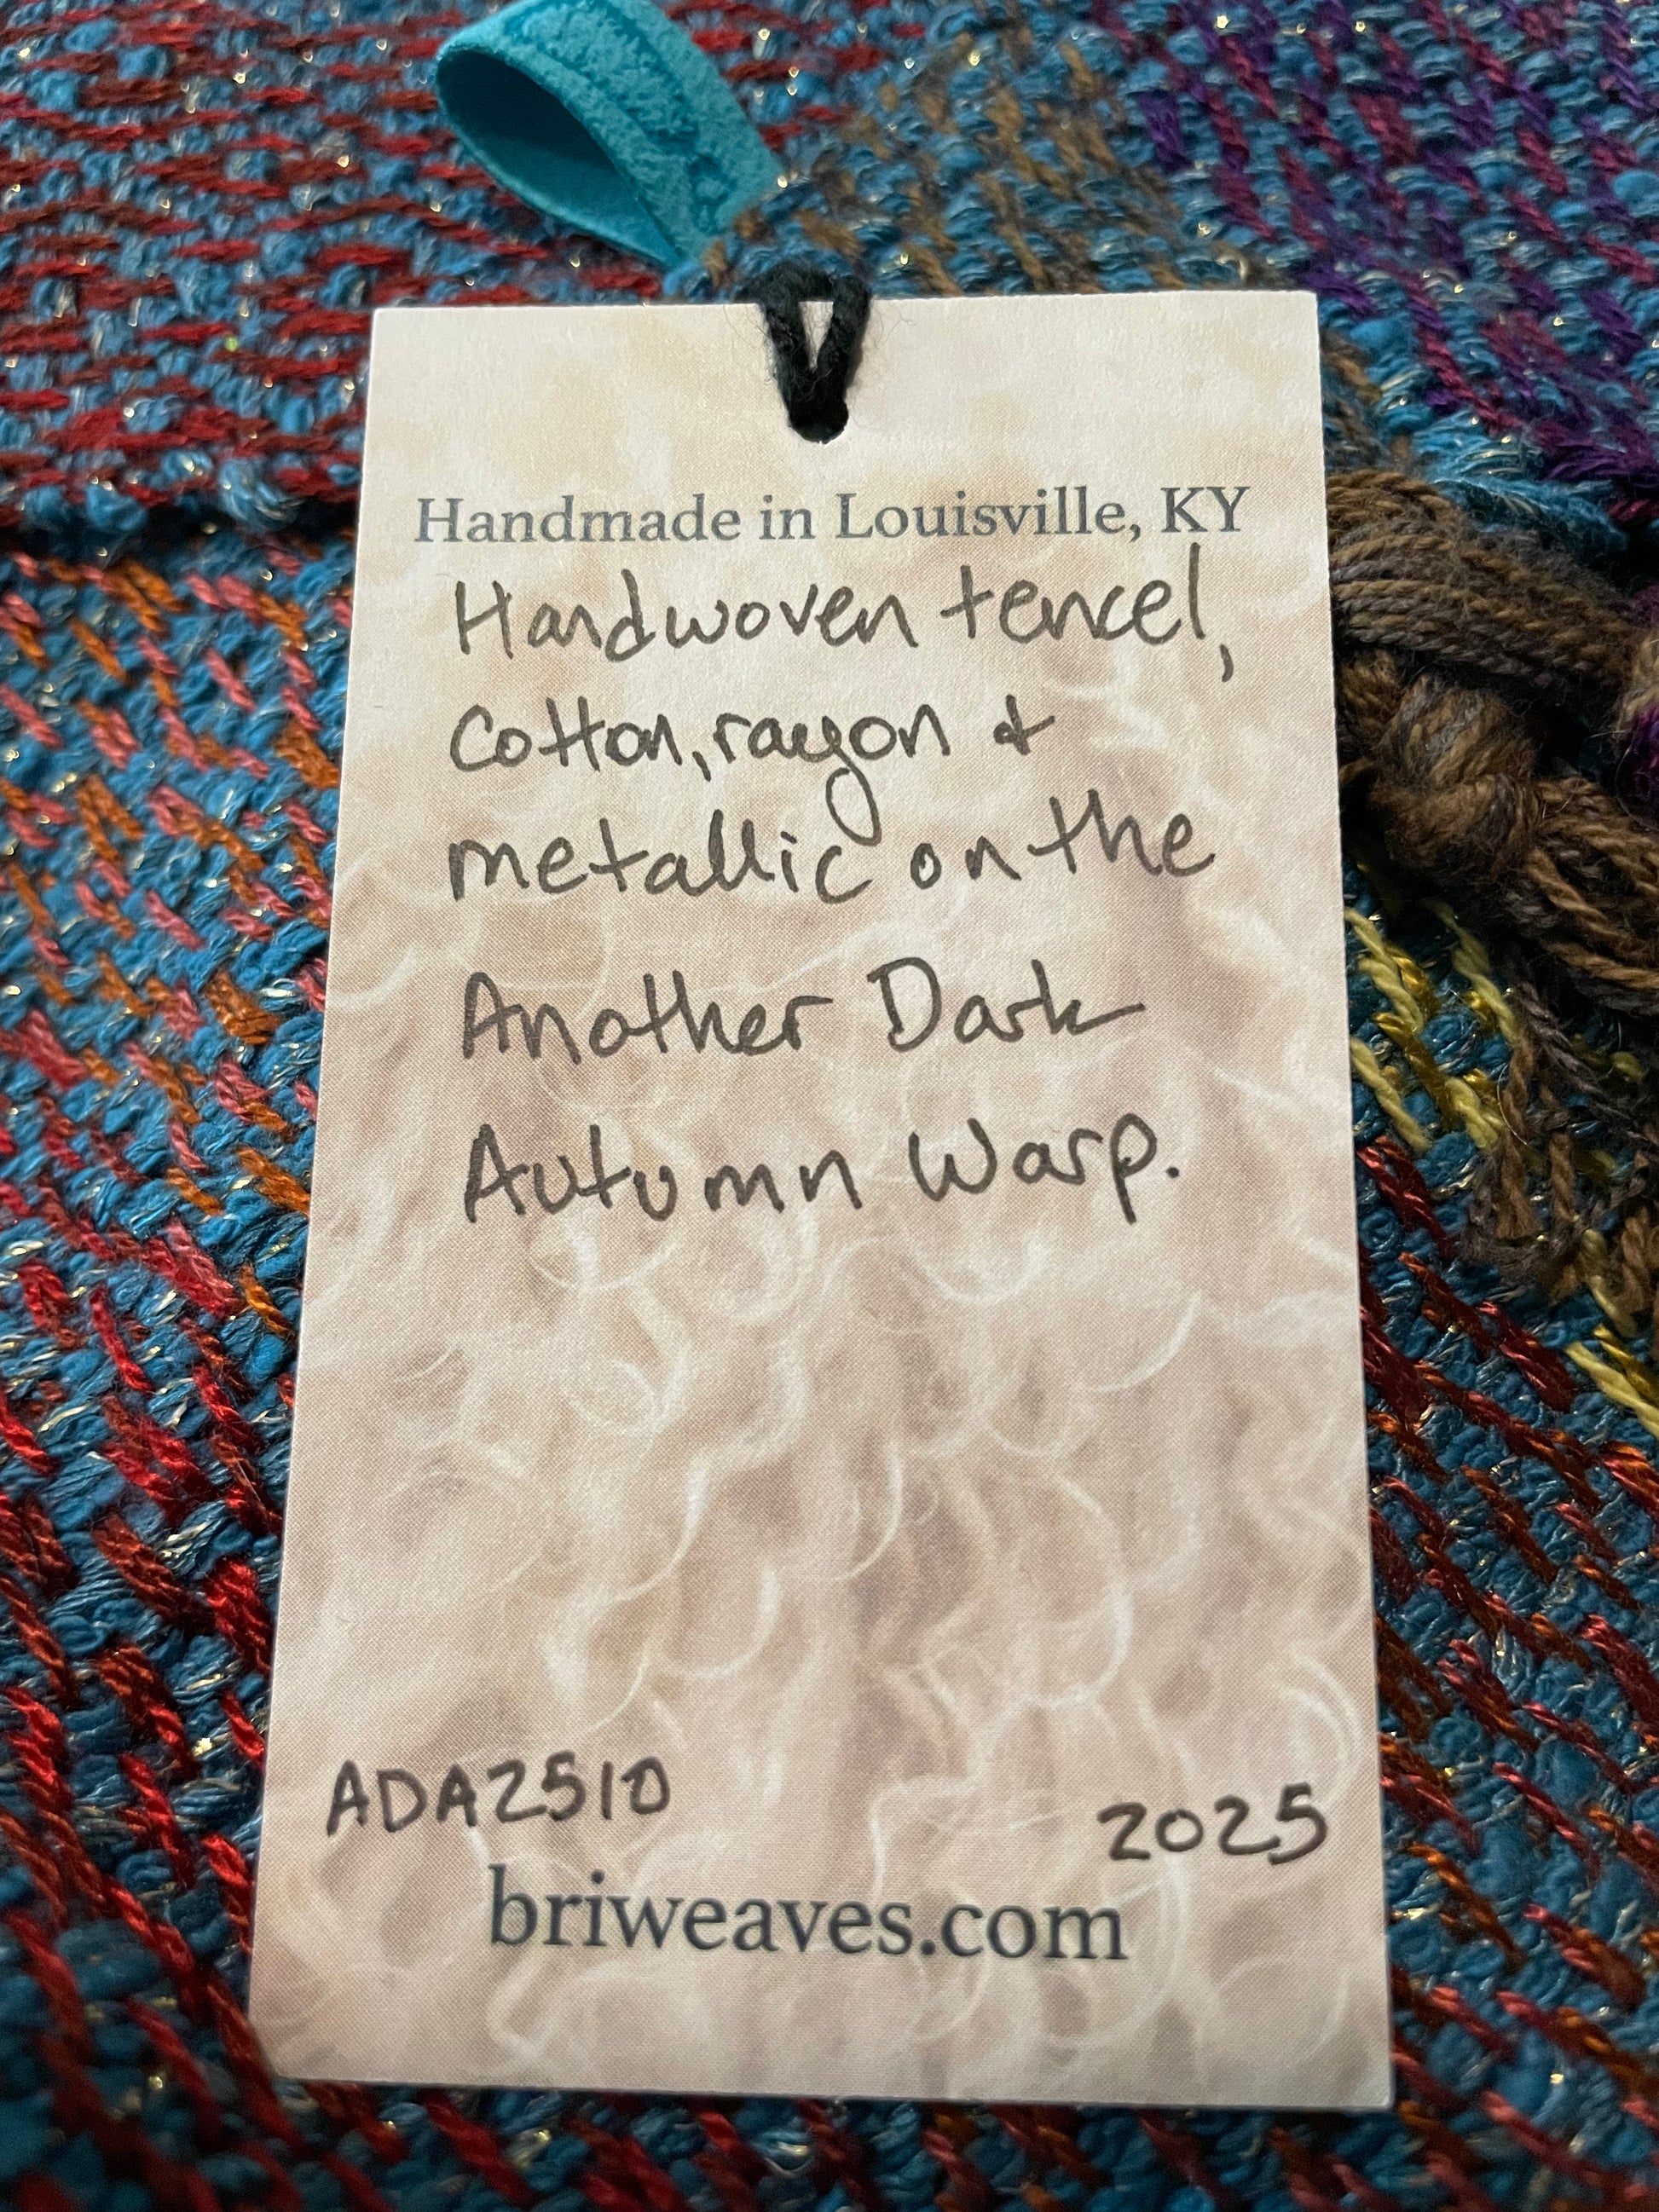 Handmade in Louisville, KY
Handwoven tencel,
cotton, rayon &
metallic on the
Another Dark
Autumn Warp.
ADA2510 2025
briweaves.com